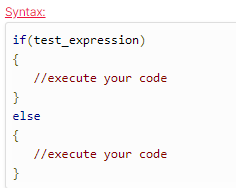 Syntax:
if(test_expression)
{
   //execute your code
}
else
{
   //execute your code
}